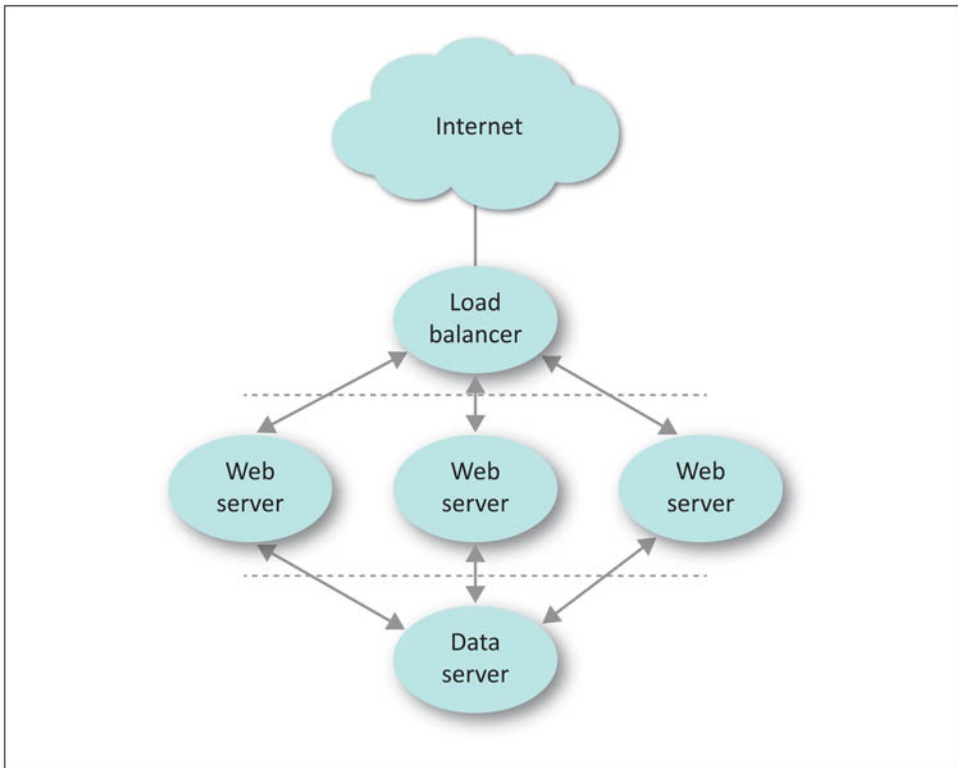 Internet
Load
balancer
Web
server
Web
server
Web
server
Data
server